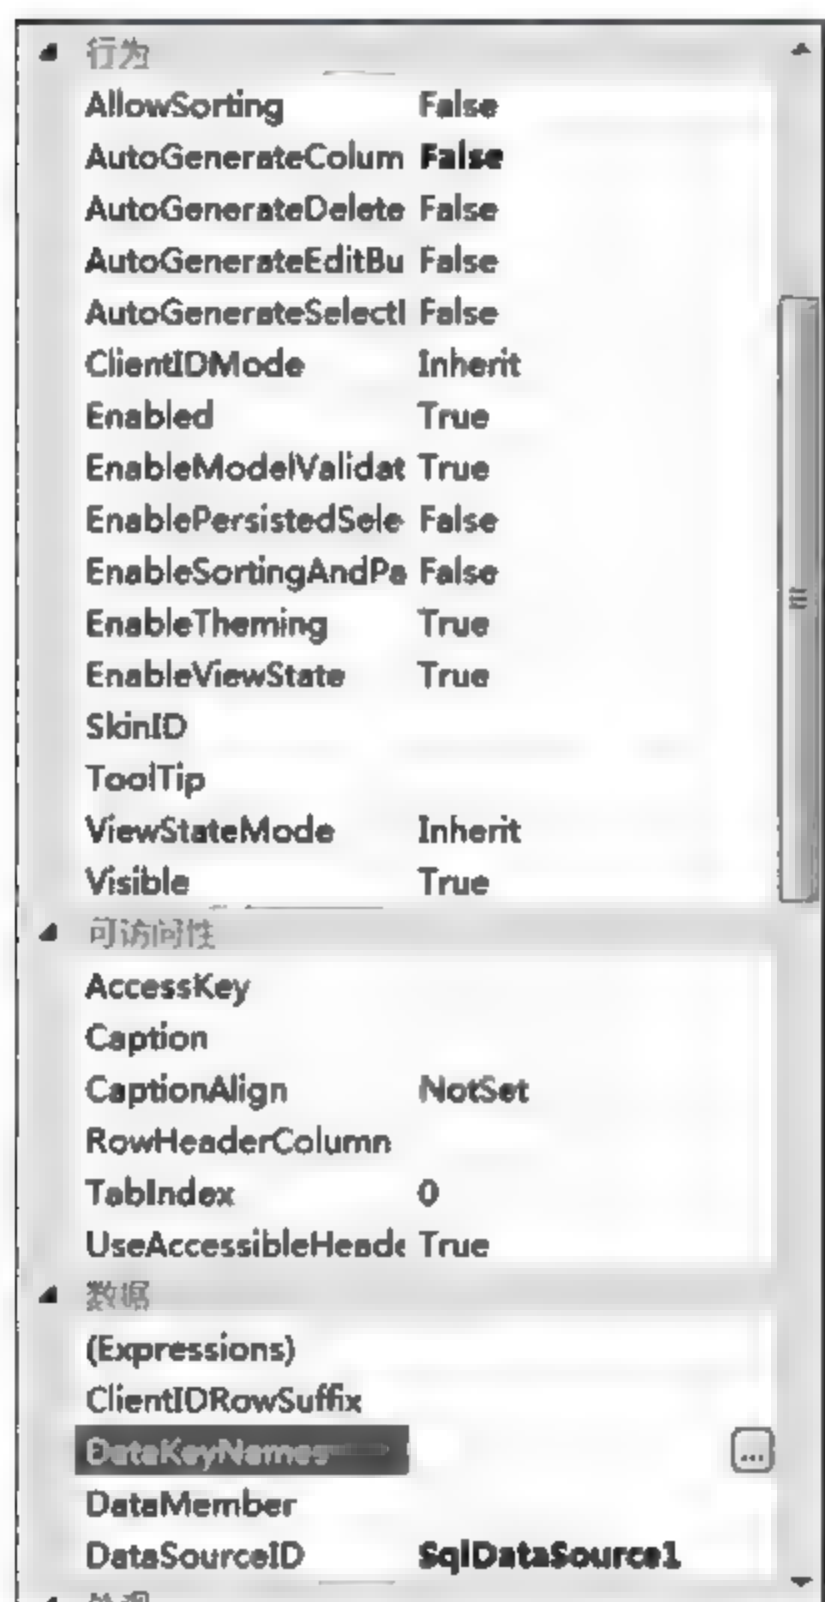 行为
AllowSorting False
AutoGenerateColum False
AutoGenerateDelete False
AutoGenerateEditBu False
AutoGenerateSelectI False
ClientIDMode Inherit
Enabled True
EnableModelValidat True
EnablePersistedSele False
EnableSortingAndPa False
EnableTheming True
EnableViewState True
SkinID
ToolTip
ViewStateMode Inherit
Visible True
可访问性
AccessKey
Caption
CaptionAlign NotSet
RowHeaderColumn
TabIndex 0
UseAccessibleHeade True
数据
(Expressions)
ClientIDRowSuffix
DataKeyNames ...
DataMember
DataSourceID SqlDataSource1